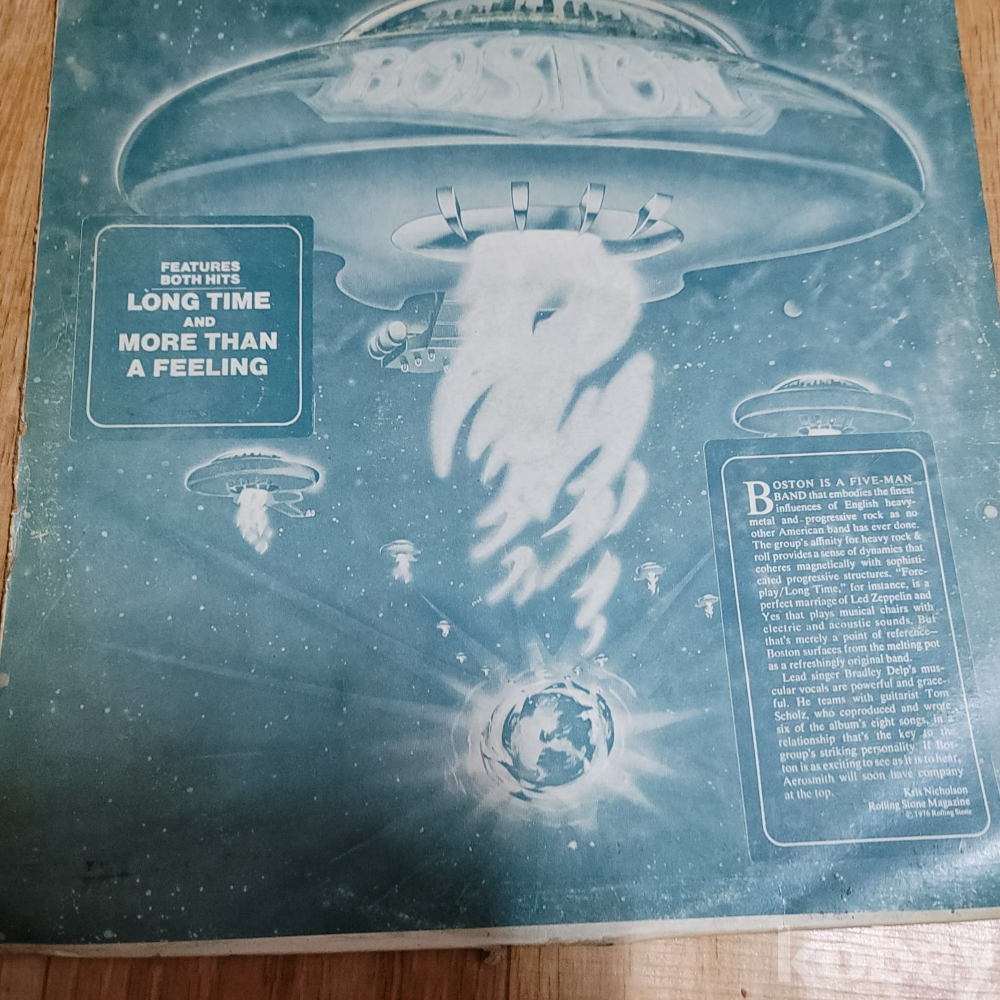 BOSTON
FEATURES
BOTH HITS
LONG TIME
AND
MORE THAN
A FEELING
BOSTON IS A FIVE-MAN
BAND that embodies the finest
influences of English heavy-
metal and progressive rock as no
other American band has ever done.
The group's affinity for heavy rock &
roll provides a sense of dynamics that
coheres magnetically with sophisti-
cated progressive structures. "Fore-
play/Long Time," for instance, is a
perfect marriage of Led Zeppelin and
Yes that plays musical chairs with
electric and acoustic sounds. But
that's merely a point of reference—
Boston surfaces from the melting pot
as a refreshingly original band.
Lead singer Bradley Delp's mus-
cular vocals are powerful and grace-
ful. He teams with guitarist Tom
Scholz, who coproduced and wrote
six of the album's eight songs, in a
relationship that's the key to the
group's striking personality. If Bos-
ton is as exciting to see as it is to hear,
Aerosmith will soon have company
at the top.
Kris Nicholson
Rolling Stone Magazine
© 1976 Rolling Stone